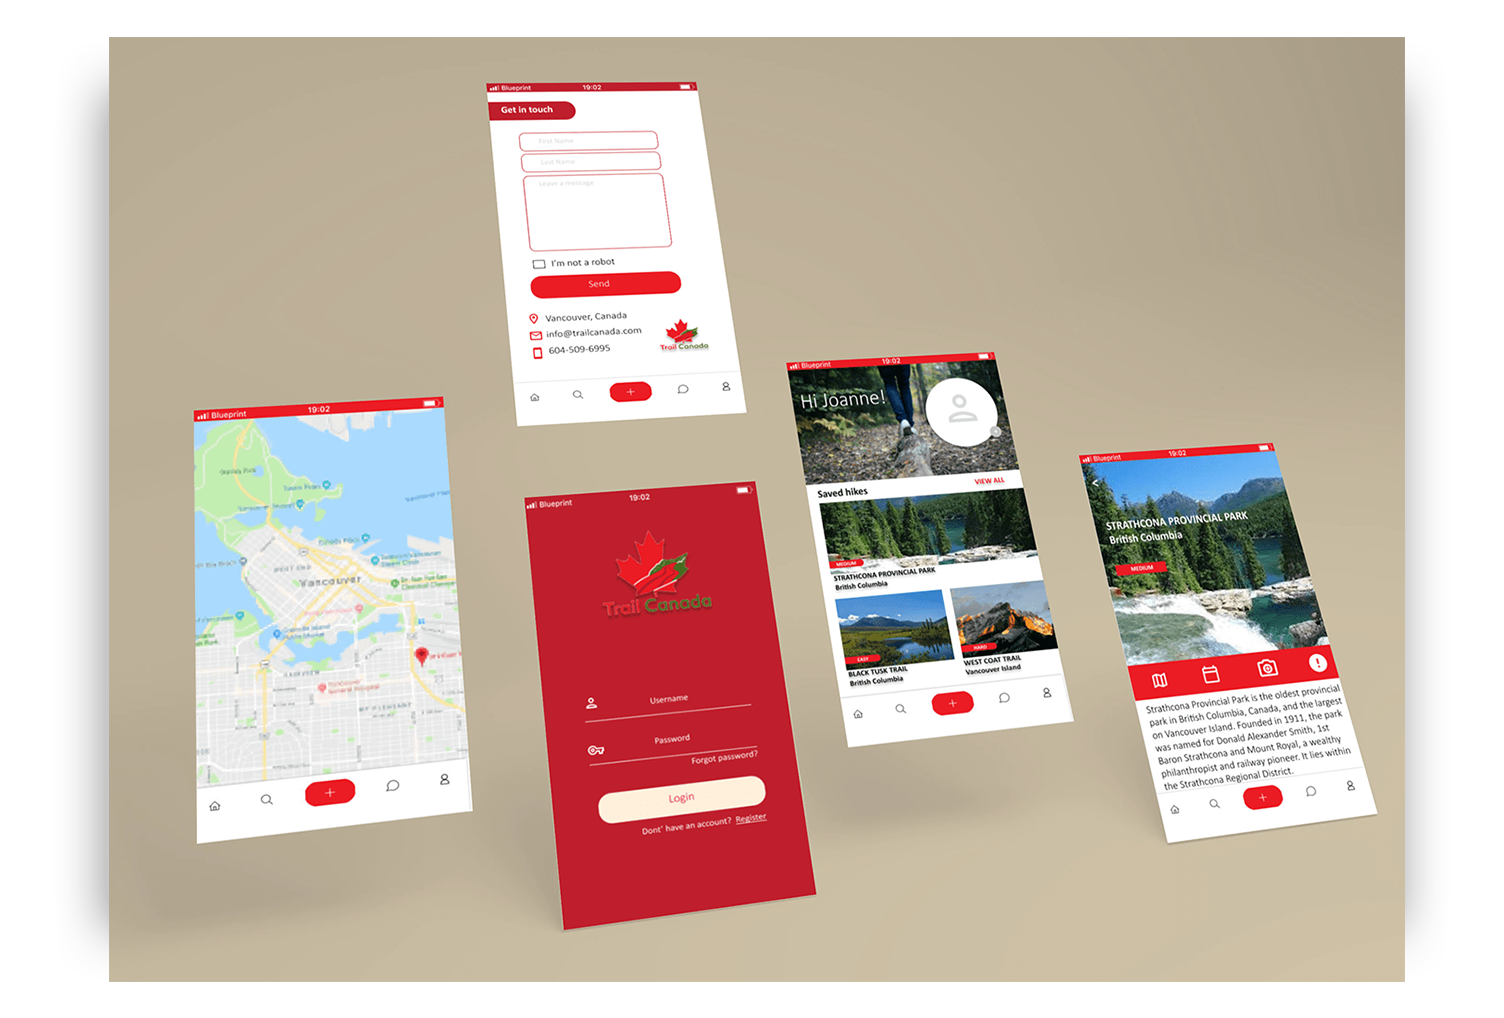 Blueprint 19:02
Get in touch
First Name
Last Name
Leave a message
I'm not a robot
Send
Vancouver, Canada
info@trailcanada.com
604-509-6995
Trail Canada
Blueprint 19:02
Vancouver
Blueprint 19:02
Trail Canada
Username
Password
Forgot password?
Login
Dont' have an account? Register
Blueprint 19:02
Hi Joanne!
Saved hikes VIEW ALL
MEDIUM
STRATHCONA PROVINCIAL PARK
British Columbia
EASY
BLACK TUSK TRAIL
British Columbia
HARD
WEST COAT TRAIL
Vancouver Island
Blueprint 19:02
STRATHCONA PROVINCIAL PARK
British Columbia
MEDIUM
Strathcona Provincial Park is the oldest provincial
park in British Columbia, Canada, and the largest
on Vancouver Island. Founded in 1911, the park
was named for Donald Alexander Smith, 1st
Baron Strathcona and Mount Royal, a wealthy
philanthropist and railway pioneer. It lies within
the Strathcona Regional District.